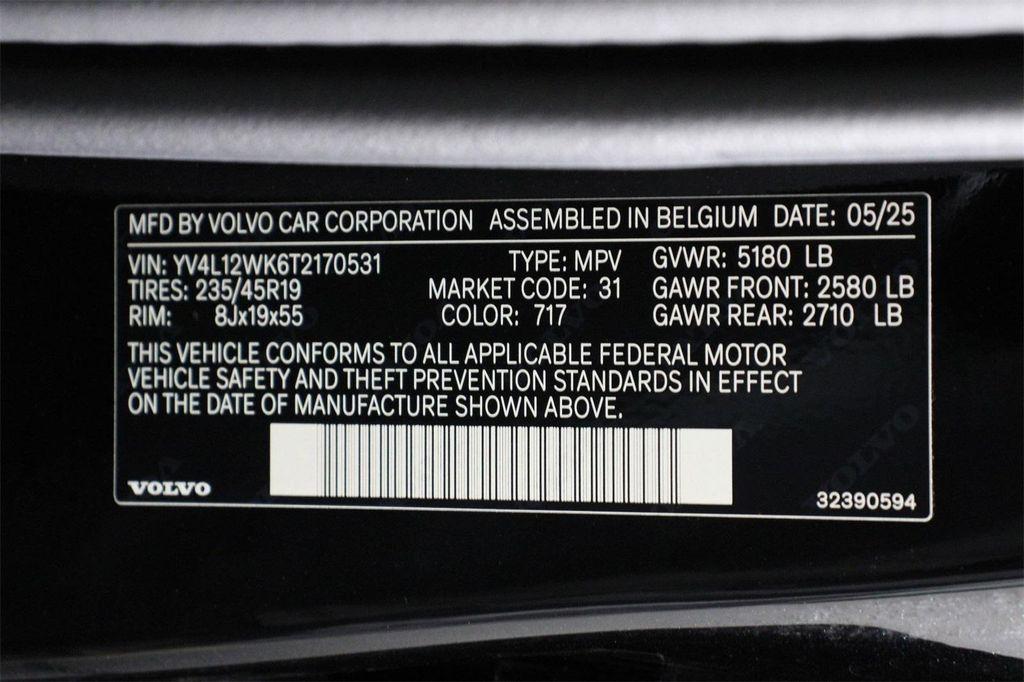 MFD BY VOLVO CAR CORPORATION ASSEMBLED IN BELGIUM DATE: 05/25
VIN: YV4L12WK6T2170531 TYPE: MPV GVWR: 5180 LB
TIRES: 235/45R19 MARKET CODE: 31 GAWR FRONT: 2580 LB
RIM: 8Jx19x55 COLOR: 717 GAWR REAR: 2710 LB
THIS VEHICLE CONFORMS TO ALL APPLICABLE FEDERAL MOTOR
VEHICLE SAFETY AND THEFT PREVENTION STANDARDS IN EFFECT
ON THE DATE OF MANUFACTURE SHOWN ABOVE.
VOLVO 32390594